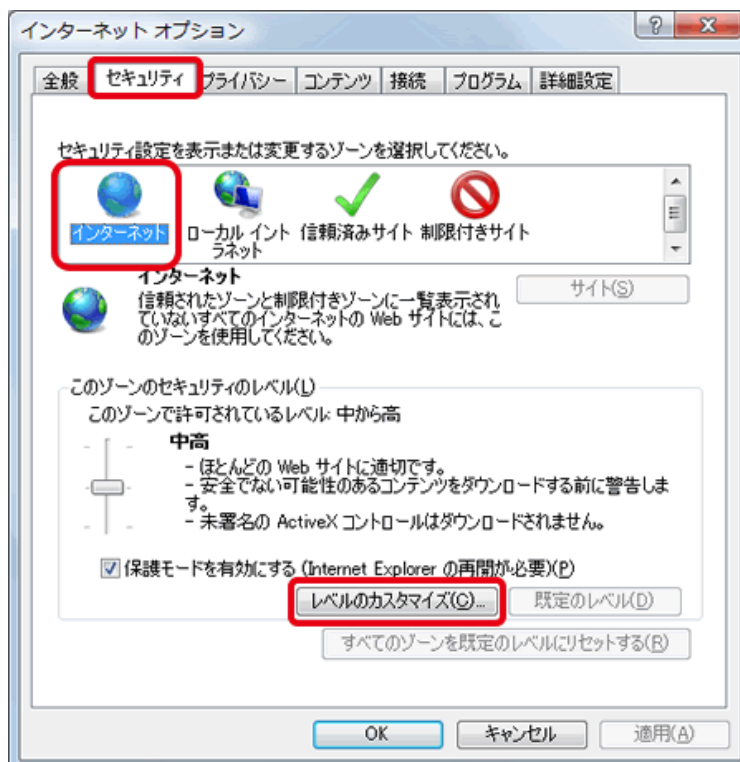 インターネット オプション
全般 セキュリティ プライバシー コンテンツ 接続 プログラム 詳細設定
セキュリティ設定を表示または変更するゾーンを選択してください。
インターネット ローカル イント 信頼済みサイト 制限付きサイト
ラネット
インターネット
サイト(S)
信頼されたゾーンと制限付きゾーンに一覧表示され
ていないすべてのインターネットの Web サイトには、こ
のゾーンを使用してください。
このゾーンのセキュリティのレベル(L)
このゾーンで許可されているレベル: 中から高
中高
- ほとんどの Web サイトに適切です。
- 安全でない可能性のあるコンテンツをダウンロードする前に警告しま
す。
- 未署名の ActiveX コントロールはダウンロードされません。
保護モードを有効にする (Internet Explorer の再開が必要)(P)
レベルのカスタマイズ(C)... 既定のレベル(D)
すべてのゾーンを既定のレベルにリセットする(R)
OK キャンセル 適用(A)